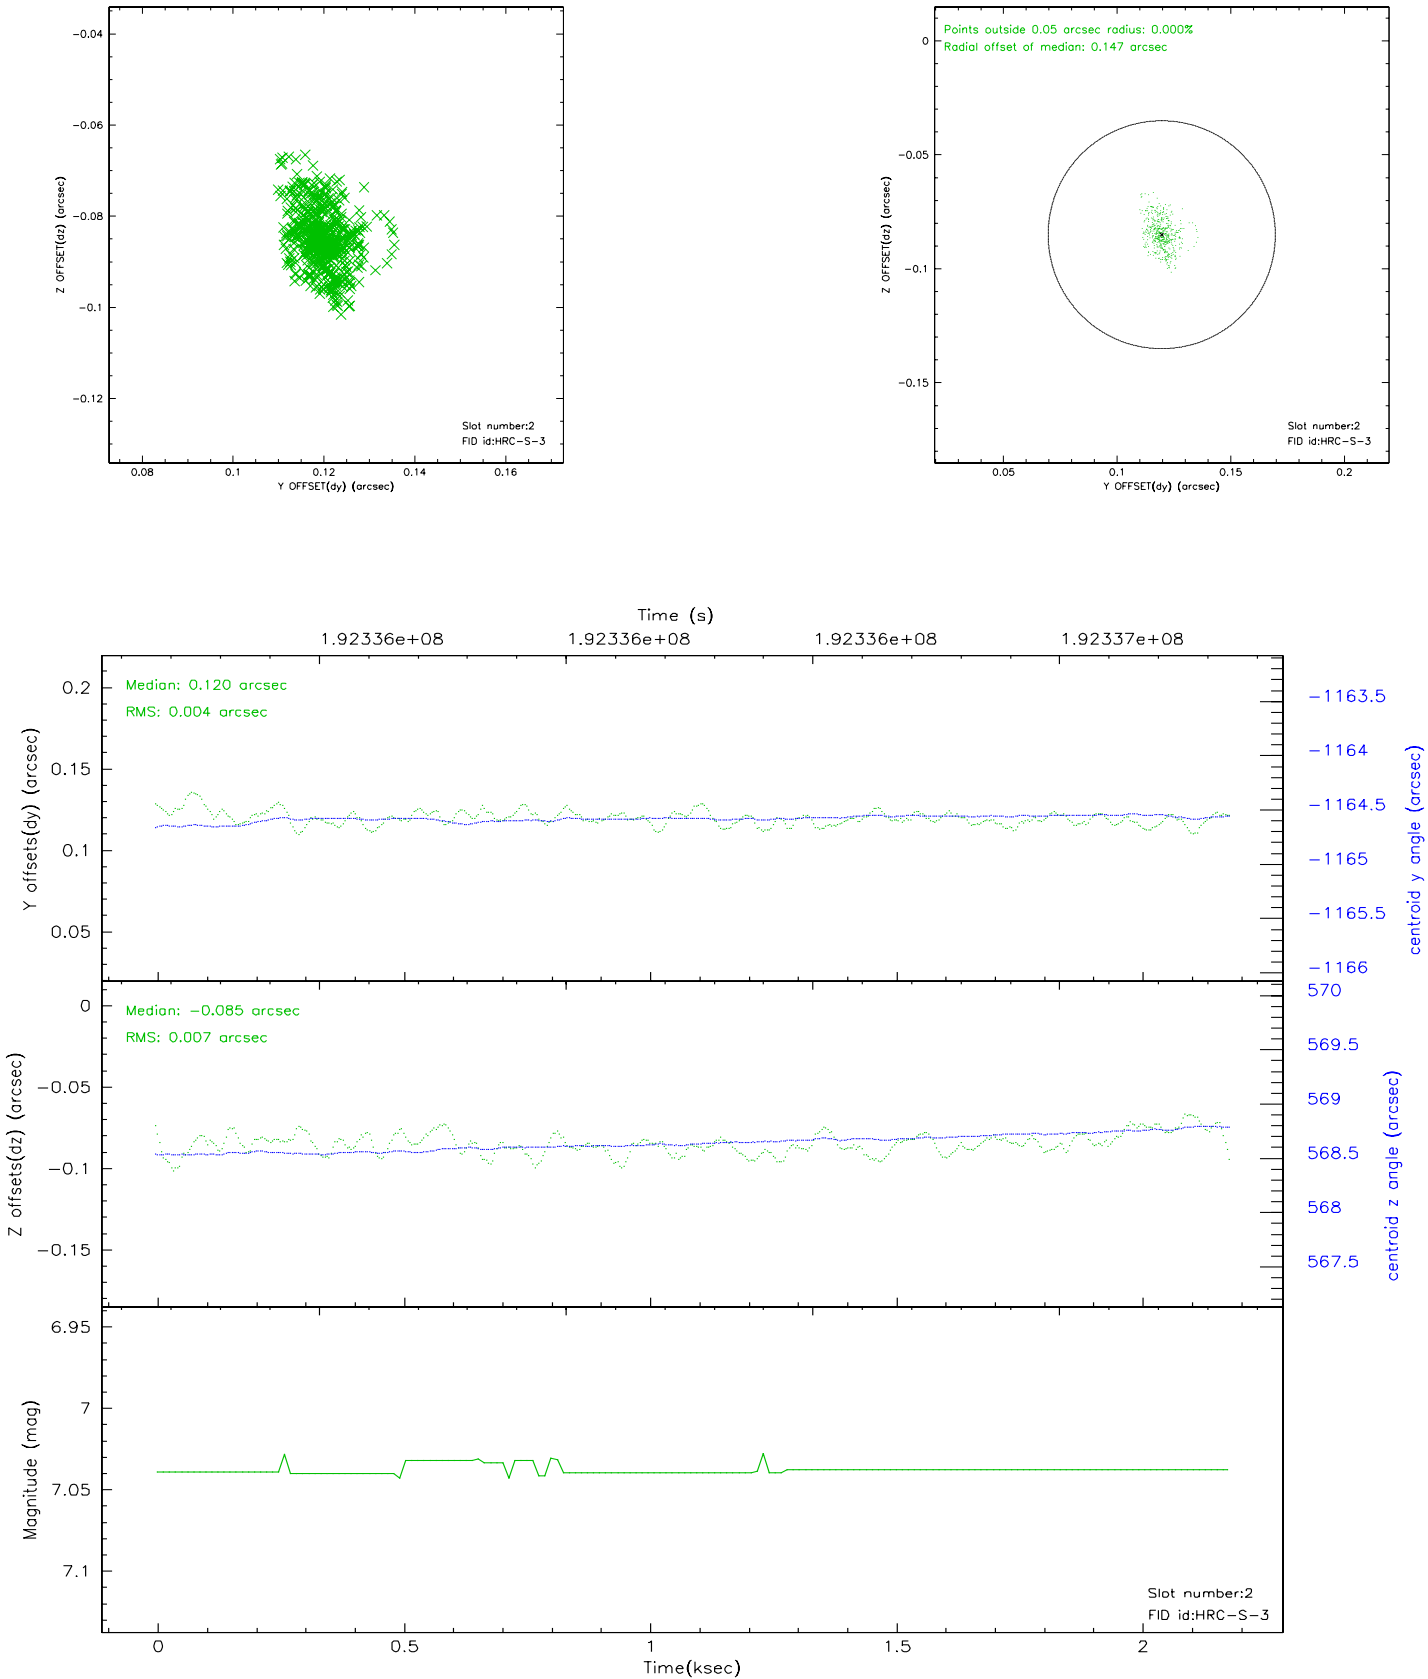 -0.04
-0.06
-0.08
-0.1
-0.12
Z OFFSET(dz) (arcsec)
Slot number:2
FID id:HRC-S-3
0.08 0.1 0.12 0.14 0.16
Y OFFSET(dy) (arcsec)
Points outside 0.05 arcsec radius: 0.000%
Radial offset of median: 0.147 arcsec
0
-0.05
-0.1
-0.15
Z OFFSET(dz) (arcsec)
Slot number:2
FID id:HRC-S-3
0.05 0.1 0.15 0.2
Y OFFSET(dy) (arcsec)
Time (s)
1.92336e+08 1.92336e+08 1.92336e+08 1.92337e+08
Median: 0.120 arcsec
RMS: 0.004 arcsec
0.2
0.15
0.1
0.05
Y offsets(dy) (arcsec)
-1163.5
-1164
-1164.5
-1165
-1165.5
-1166
centroid y angle (arcsec)
Median: -0.085 arcsec
RMS: 0.007 arcsec
0
-0.05
-0.1
-0.15
Z offsets(dz) (arcsec)
570
569.5
569
568.5
568
567.5
centroid z angle (arcsec)
6.95
7
7.05
7.1
Magnitude (mag)
Slot number:2
FID id:HRC-S-3
0 0.5 1 1.5 2
Time(ksec)